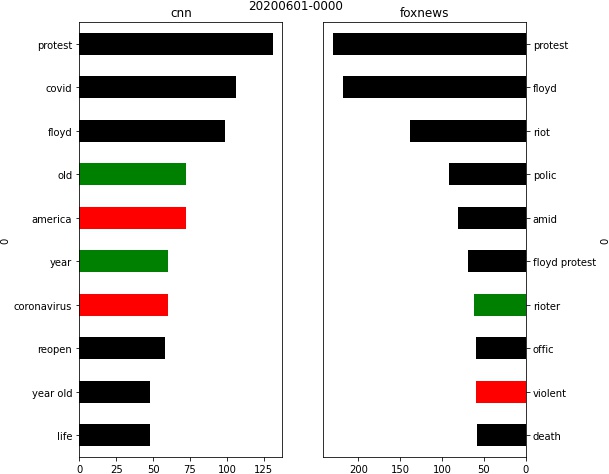 20200601-0000
cnn
foxnews
protest
covid
floyd
old
america
year
coronavirus
reopen
year old
life
0
0 25 50 75 100 125
protest
floyd
riot
polic
amid
floyd protest
rioter
offic
violent
death
0
200 150 100 50 0